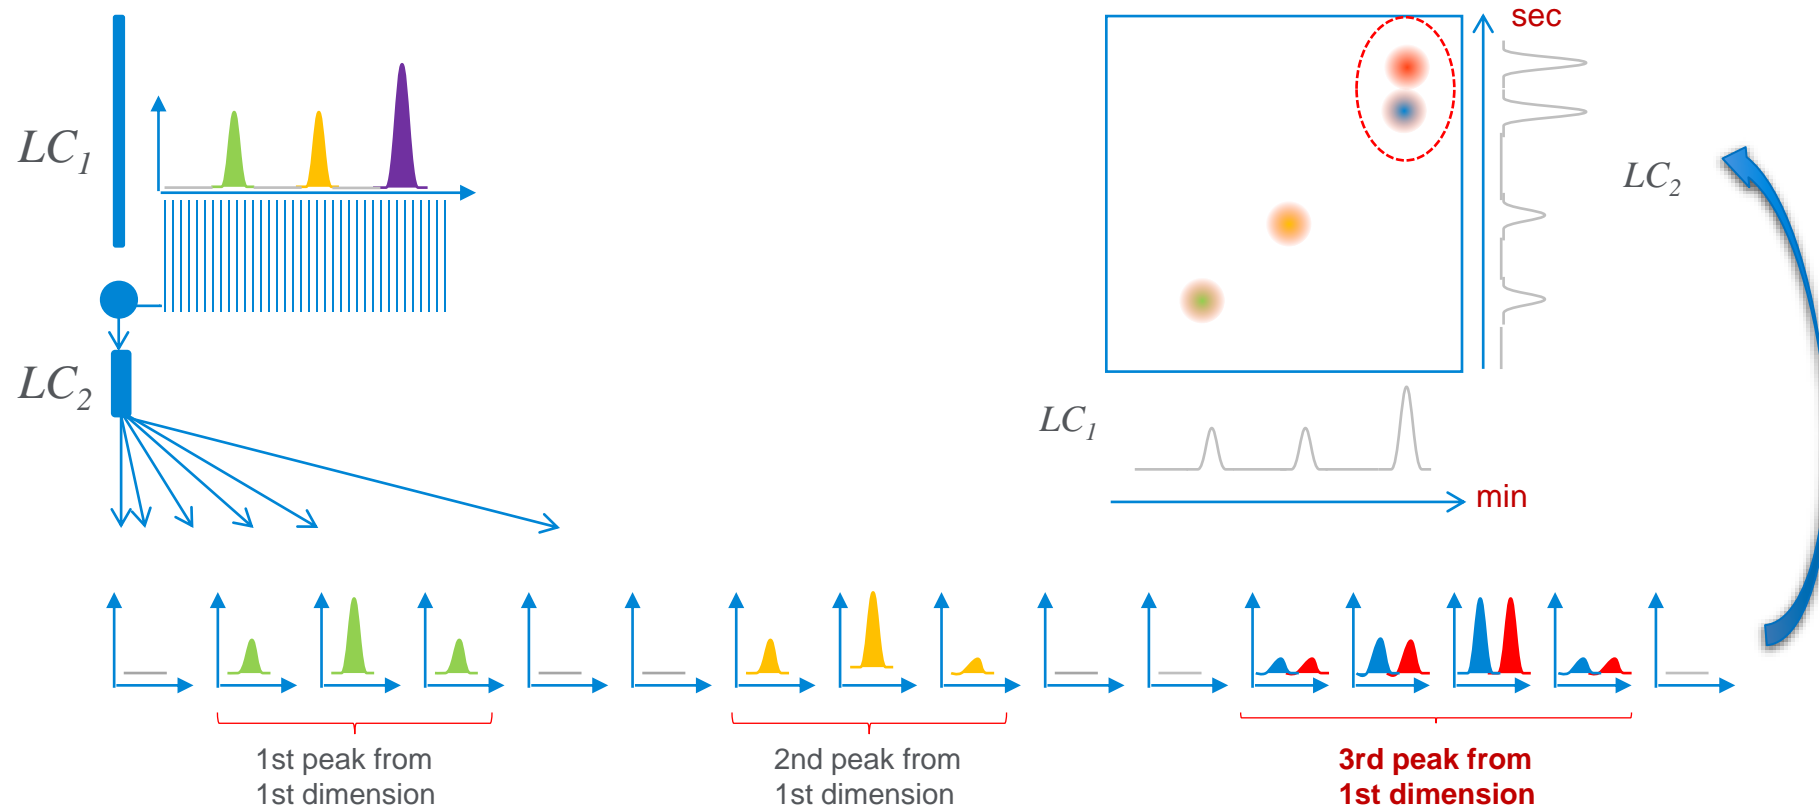 LC1
LC2
sec
LC2
LC1
min
1st peak from
1st dimension
2nd peak from
1st dimension
3rd peak from
1st dimension